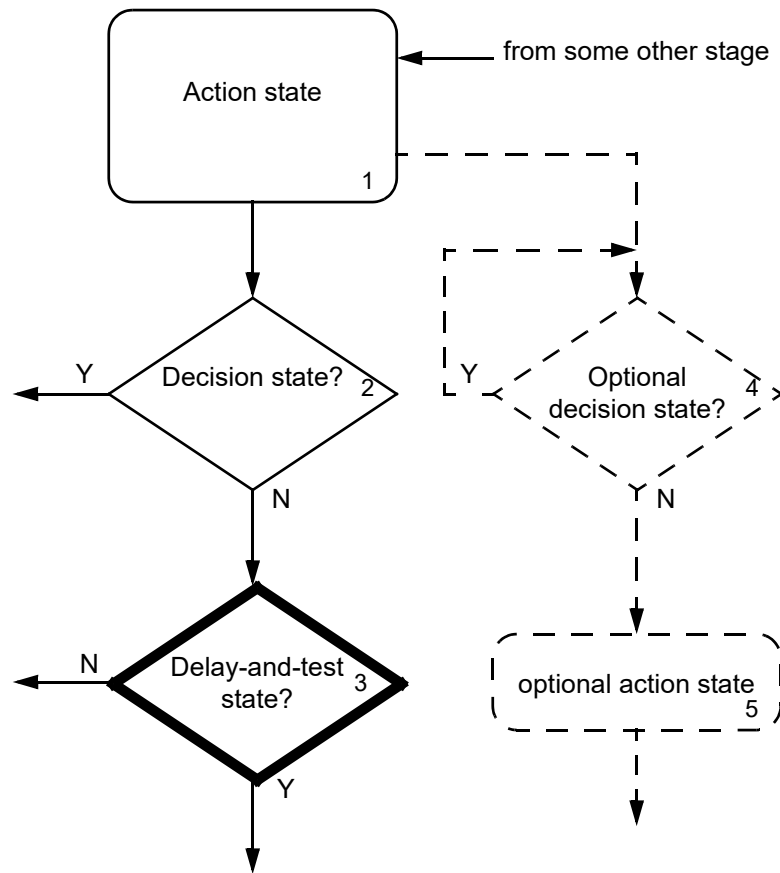 from some other stage
Action state
1
Y
Decision state?
2
N
Y
Optional
decision state?
4
N
N
Delay-and-test
state?
3
Y
optional action state
5